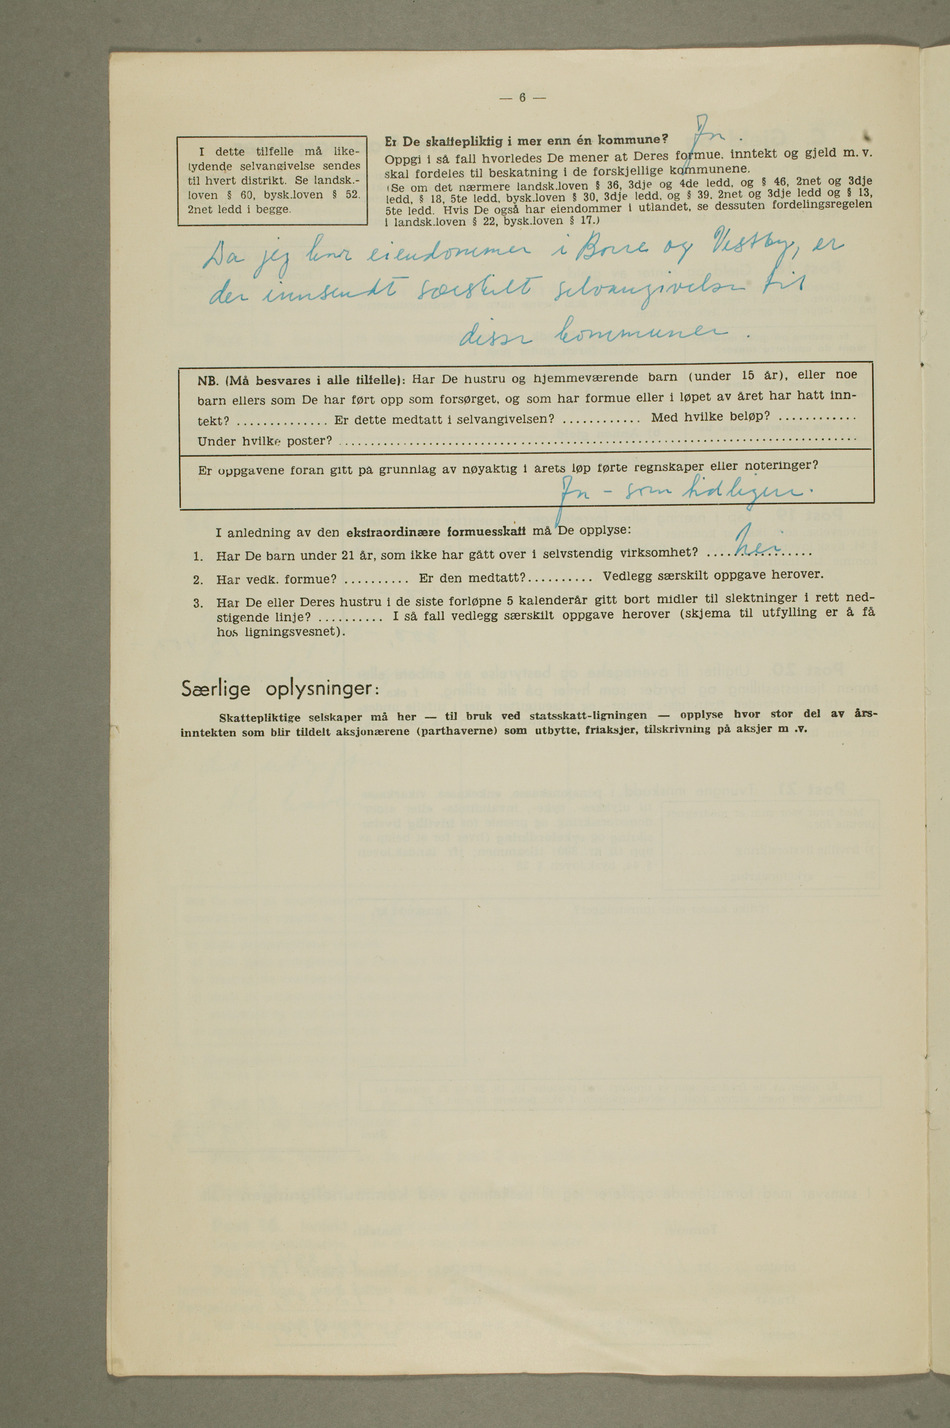 — 6 —
I dette tilfelle må like-
lydende selvangivelse sendes
til hvert distrikt. Se landsk.-
loven § 60, bysk.loven § 52.
2net ledd i begge.
Er De skattepliktig i mer enn én kommune? Ja.
Oppgi i så fall hvorledes De mener at Deres formue. inntekt og gjeld m. v.
skal fordeles til beskatning i de forskjellige kommunene.
(Se om det nærmere landsk.loven § 36, 3dje og 4de ledd, og § 46, 2net og 3dje
ledd, § 18, 5te ledd, bysk.loven § 30, 3dje ledd, og § 39, 2net og 3dje ledd og § 13,
5te ledd. Hvis De også har eiendommer i utlandet, se dessuten fordelingsregelen
i landsk.loven § 22, bysk.loven § 17.)
Da jeg har eiendommer i Borre og Vestby, er
der innsendt særskilt selvangivelse til
disse kommuner.
NB. (Må besvares i alle tilfelle): Har De hustru og hjemmeværende barn (under 15 år), eller noe
barn ellers som De har ført opp som forsørget, og som har formue eller i løpet av året har hatt inn-
tekt? .............. Er dette medtatt i selvangivelsen? ............ Med hvilke beløp? ............
Under hvilke poster? ................................................................................
Er oppgavene foran gitt på grunnlag av nøyaktig i årets løp førte regnskaper eller noteringer?
Ja – som tidligere.
I anledning av den ekstraordinære formuesskatt må De opplyse:
1. Har De barn under 21 år, som ikke har gått over i selvstendig virksomhet? .... nei ......
2. Har vedk. formue? .......... Er den medtatt?.......... Vedlegg særskilt oppgave herover.
3. Har De eller Deres hustru i de siste forløpne 5 kalenderår gitt bort midler til slektninger i rett ned-
stigende linje? .......... I så fall vedlegg særskilt oppgave herover (skjema til utfylling er å få
hos ligningsvesnet).
Særlige oplysninger:
Skattepliktige selskaper må her — til bruk ved statsskatt-ligningen — opplyse hvor stor del av års-
inntekten som blir tildelt aksjonærene (parthaverne) som utbytte, friaksjer, tilskrivning på aksjer m .v.